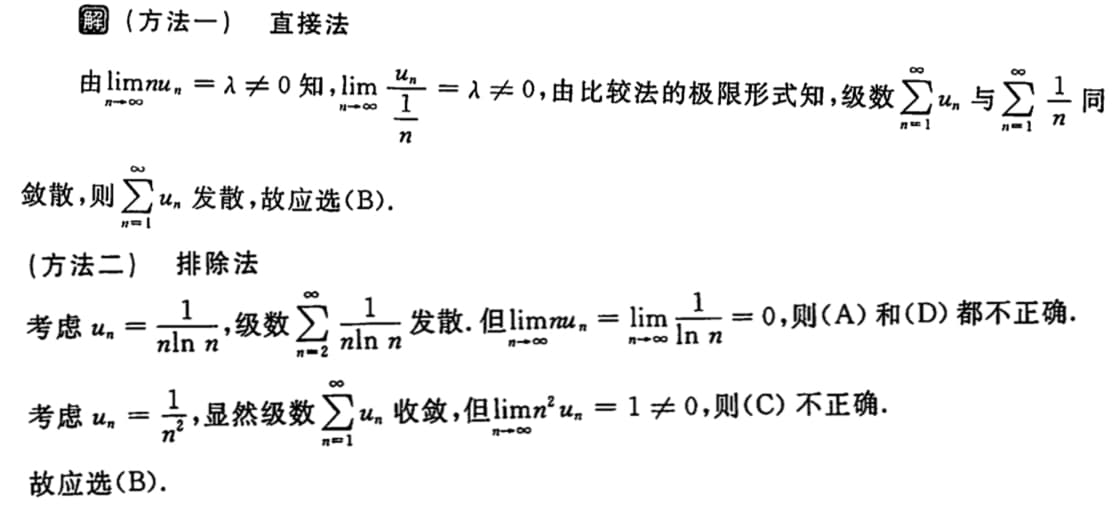 解 (方法一) 直接法
由$\lim\limits_{n\to\infty} nu_n = \lambda \neq 0$知,$\lim\limits_{n\to\infty} \dfrac{u_n}{\frac{1}{n}} = \lambda \neq 0$,由比较法的极限形式知,级数$\sum\limits_{n=1}^{\infty} u_n$与$\sum\limits_{n=1}^{\infty} \dfrac{1}{n}$同
敛散,则$\sum\limits_{n=1}^{\infty} u_n$发散,故应选(B).
(方法二) 排除法
考虑$u_n = \dfrac{1}{n\ln n}$,级数$\sum\limits_{n=2}^{\infty} \dfrac{1}{n\ln n}$发散.但$\lim\limits_{n\to\infty} nu_n = \lim\limits_{n\to\infty} \dfrac{1}{\ln n} = 0$,则(A)和(D)都不正确.
考虑$u_n = \dfrac{1}{n^2}$,显然级数$\sum\limits_{n=1}^{\infty} u_n$收敛,但$\lim\limits_{n\to\infty} n^2 u_n = 1 \neq 0$,则(C)不正确.
故应选(B).